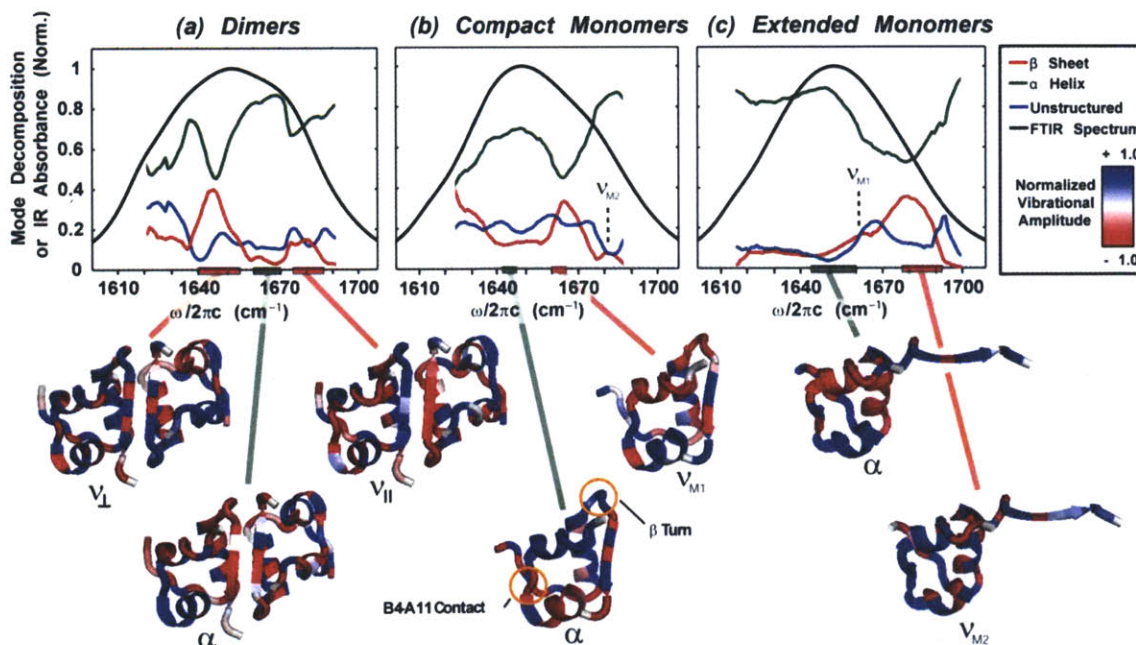 (a) Dimers
(b) Compact Monomers
(c) Extended Monomers
Mode Decomposition
or IR Absorbance (Norm.)
1
0.8
0.6
0.4
0.2
0
νM2
νM1
β Sheet
α Helix
Unstructured
FTIR Spectrum
+ 1.0
Normalized
Vibrational
Amplitude
- 1.0
1610 1640 1670 1700
1640 1670 1700
1610 1640 1670 1700
ω/2πc (cm⁻¹)
ω/2πc (cm⁻¹)
ω/2πc (cm⁻¹)
ν⊥
ν||
νM1
α
β Turn
B4A11 Contact
α
α
νM2